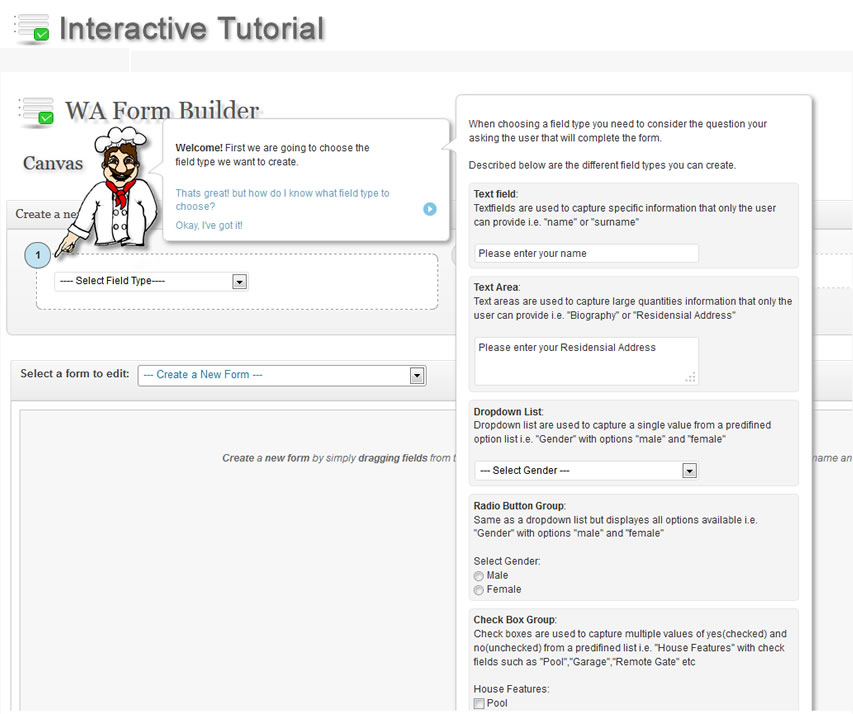 Interactive Tutorial
WA Form Builder
Canvas
Welcome! First we are going to choose the
field type we want to create.
Thats great! but how do I know what field type to
choose?
Okay, I've got it!
Create a ne
1
---- Select Field Type----
Select a form to edit:
--- Create a New Form ---
Create a new form by simply dragging fields from t
name an
When choosing a field type you need to consider the question your
asking the user that will complete the form.
Described below are the different field types you can create.
Text field:
Textfields are used to capture specific information that only the user
can provide i.e. "name" or "surname"
Please enter your name
Text Area:
Text areas are used to capture large quantities information that only the
user can provide i.e. "Biography" or "Residensial Address"
Please enter your Residensial Address
Dropdown List:
Dropdown list are used to capture a single value from a predifined
option list i.e. "Gender" with options "male" and "female"
--- Select Gender ---
Radio Button Group:
Same as a dropdown list but displayes all options available i.e.
"Gender" with options "male" and "female"
Select Gender:
Male
Female
Check Box Group:
Check boxes are used to capture multiple values of yes(checked) and
no(unchecked) from a predifined list i.e. "House Features" with check
fields such as "Pool","Garage","Remote Gate" etc
House Features:
Pool